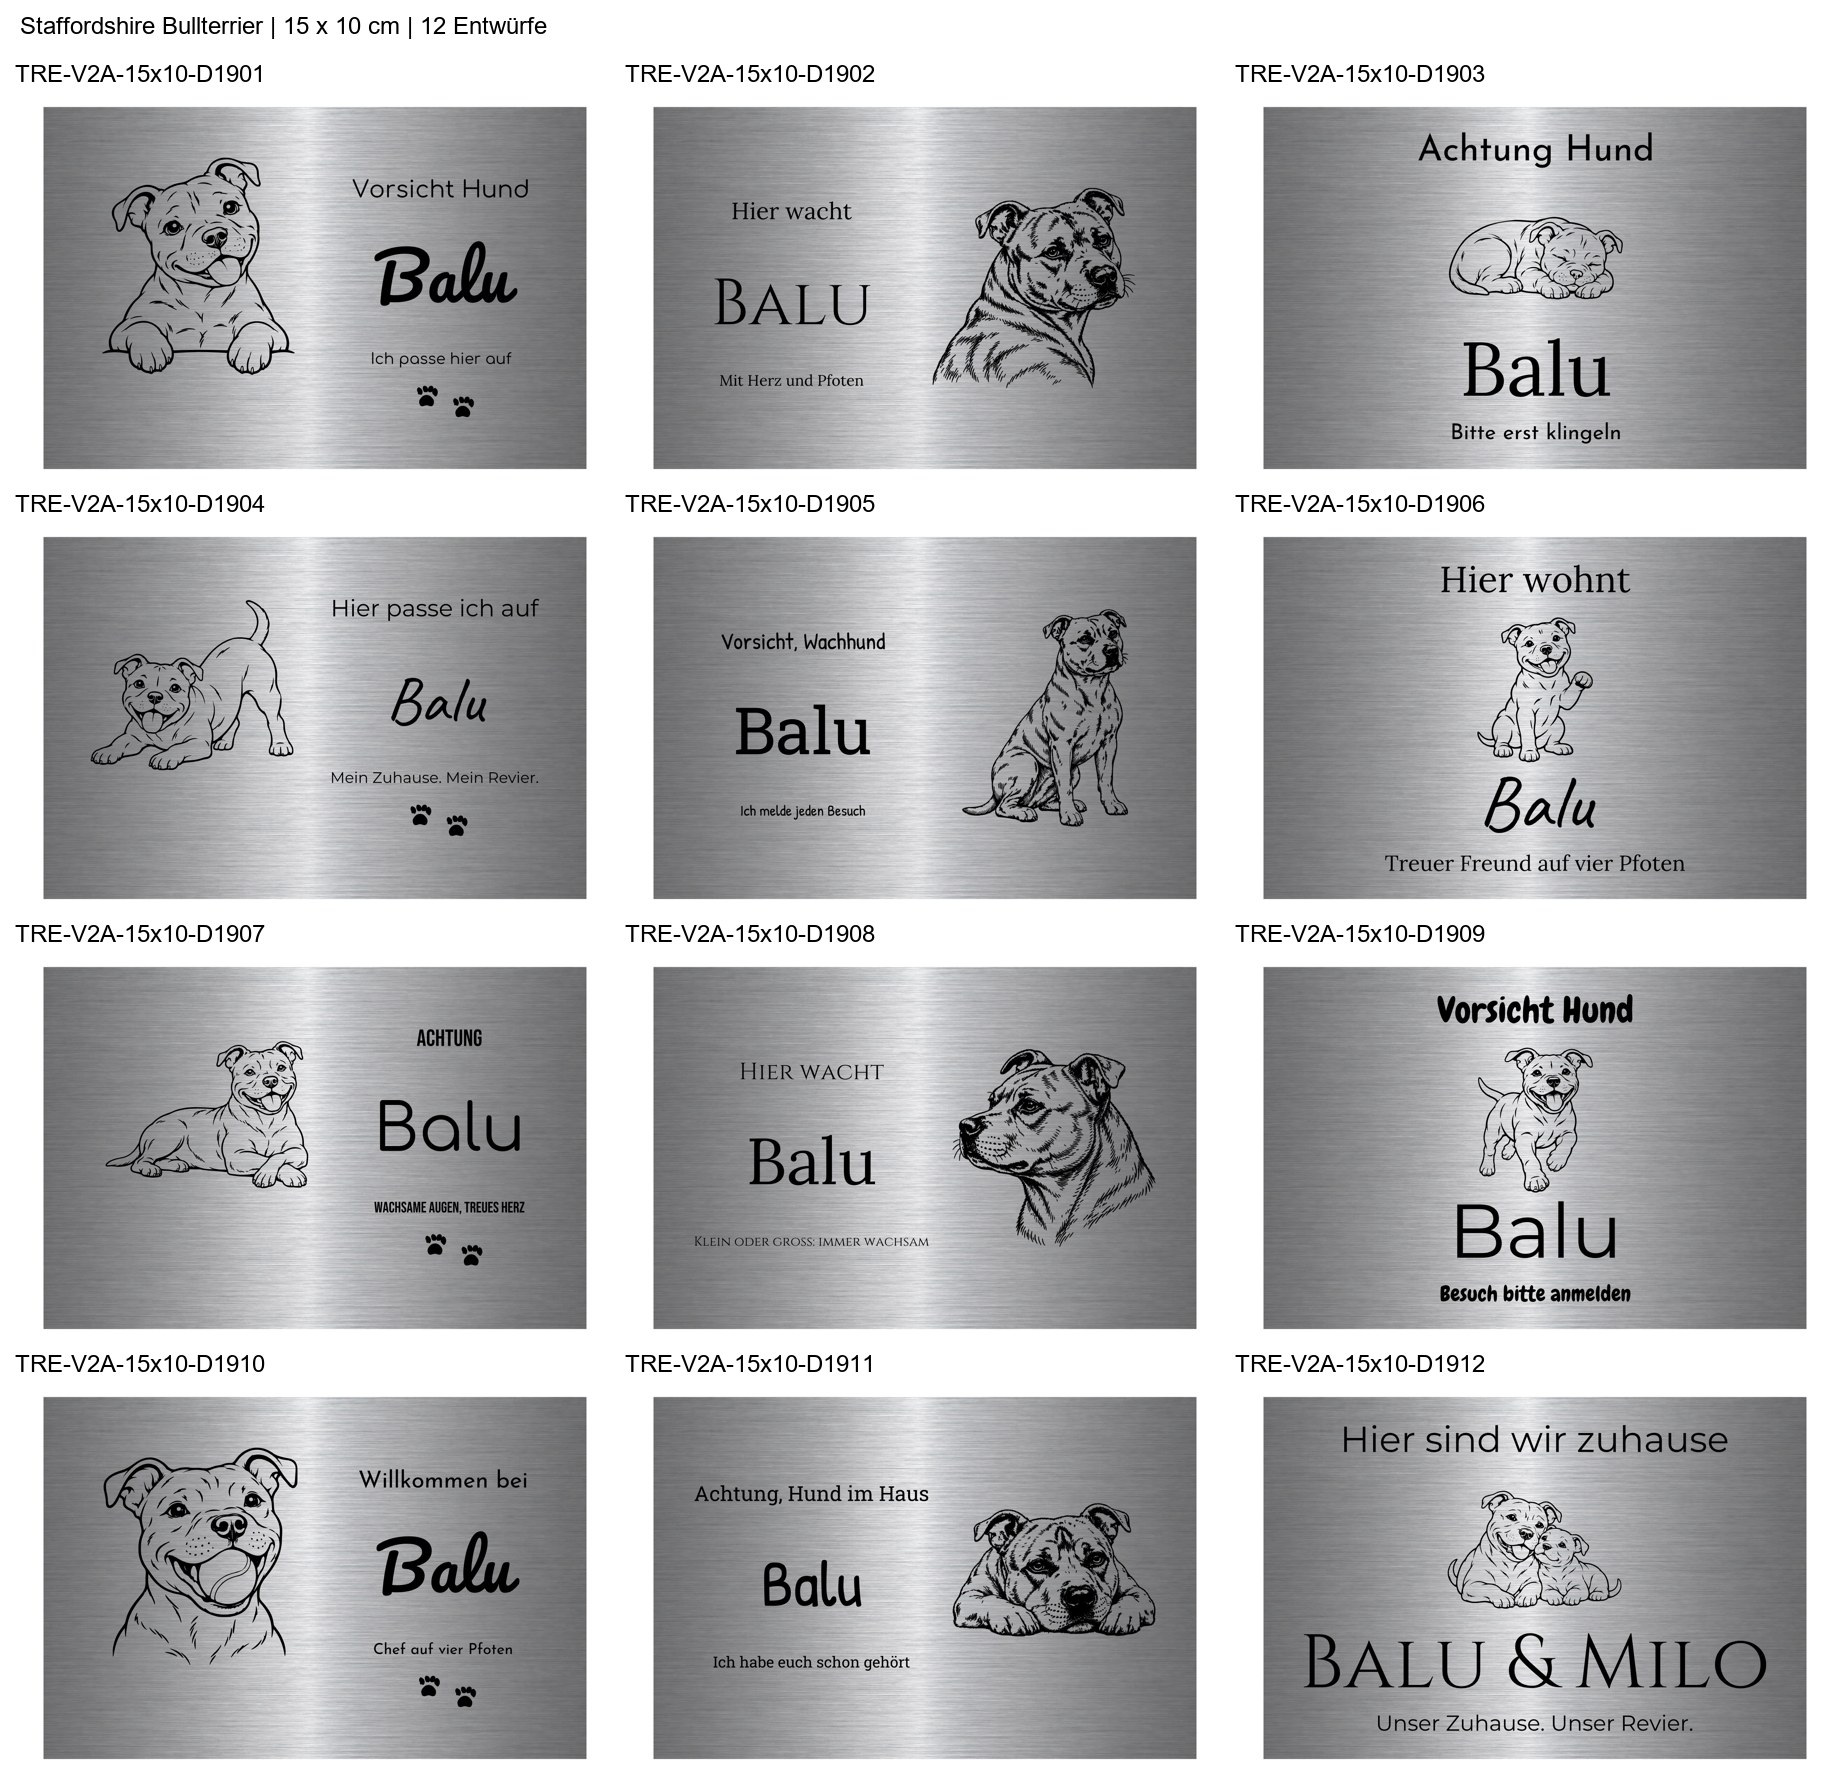 Staffordshire Bullterrier | 15 x 10 cm | 12 Entwürfe
TRE-V2A-15x10-D1901
Vorsicht Hund
Balu
Ich passe hier auf
TRE-V2A-15x10-D1902
Hier wacht
BALU
Mit Herz und Pfoten
TRE-V2A-15x10-D1903
Achtung Hund
Balu
Bitte erst klingeln
TRE-V2A-15x10-D1904
Hier passe ich auf
Balu
Mein Zuhause. Mein Revier.
TRE-V2A-15x10-D1905
Vorsicht, Wachhund
Balu
Ich melde jeden Besuch
TRE-V2A-15x10-D1906
Hier wohnt
Balu
Treuer Freund auf vier Pfoten
TRE-V2A-15x10-D1907
ACHTUNG
Balu
WACHSAME AUGEN, TREUES HERZ
TRE-V2A-15x10-D1908
HIER WACHT
Balu
KLEIN ODER GROSS: IMMER WACHSAM
TRE-V2A-15x10-D1909
Vorsicht Hund
Balu
Besuch bitte anmelden
TRE-V2A-15x10-D1910
Willkommen bei
Balu
Chef auf vier Pfoten
TRE-V2A-15x10-D1911
Achtung, Hund im Haus
Balu
Ich habe euch schon gehört
TRE-V2A-15x10-D1912
Hier sind wir zuhause
BALU & MILO
Unser Zuhause. Unser Revier.